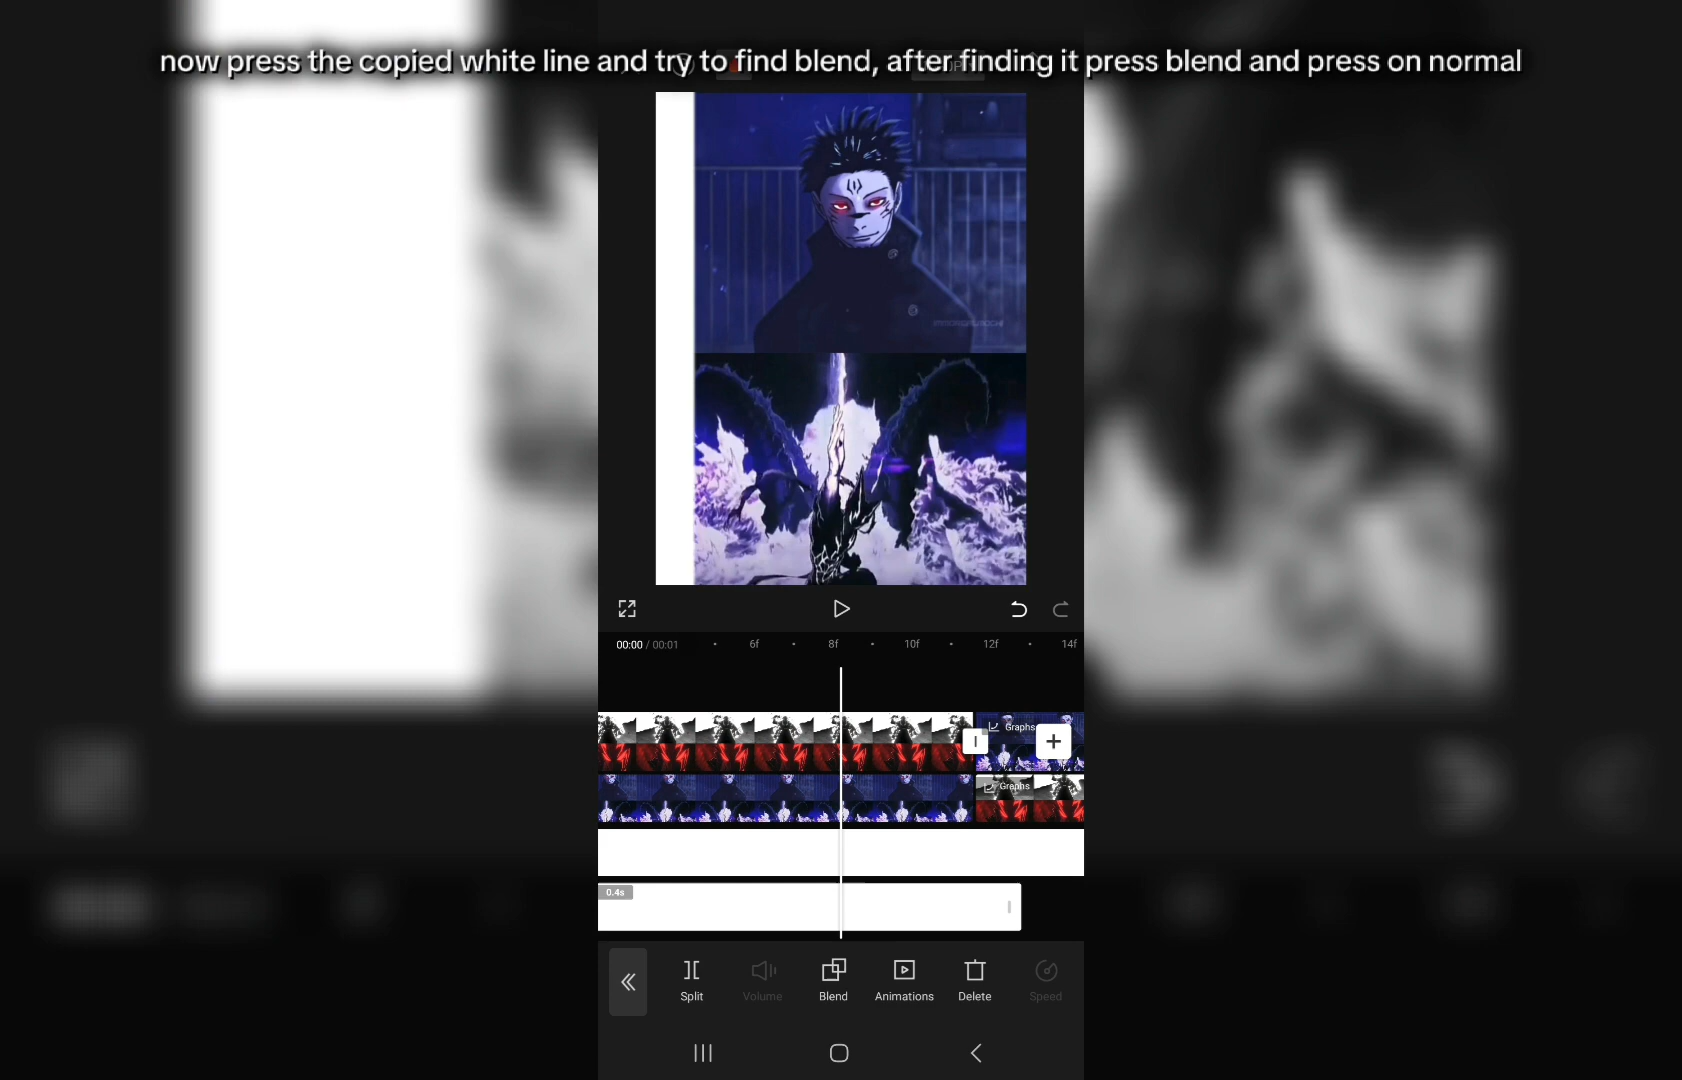 now press the copied white line and try to find blend, after finding it press blend and press on normal
00:00 / 00:01 6f 8f 10f 12f 14f
Graphs
Graphs
0.4s
Split Volume Blend Animations Delete Speed